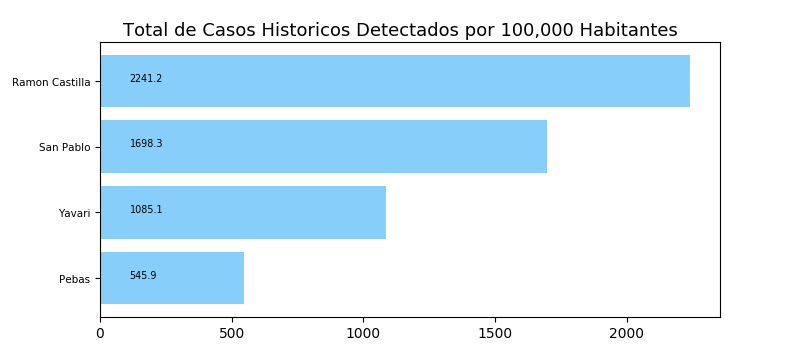 Total de Casos Historicos Detectados por 100,000 Habitantes
Ramon Castilla 2241.2
San Pablo 1698.3
Yavari 1085.1
Pebas 545.9
0 500 1000 1500 2000